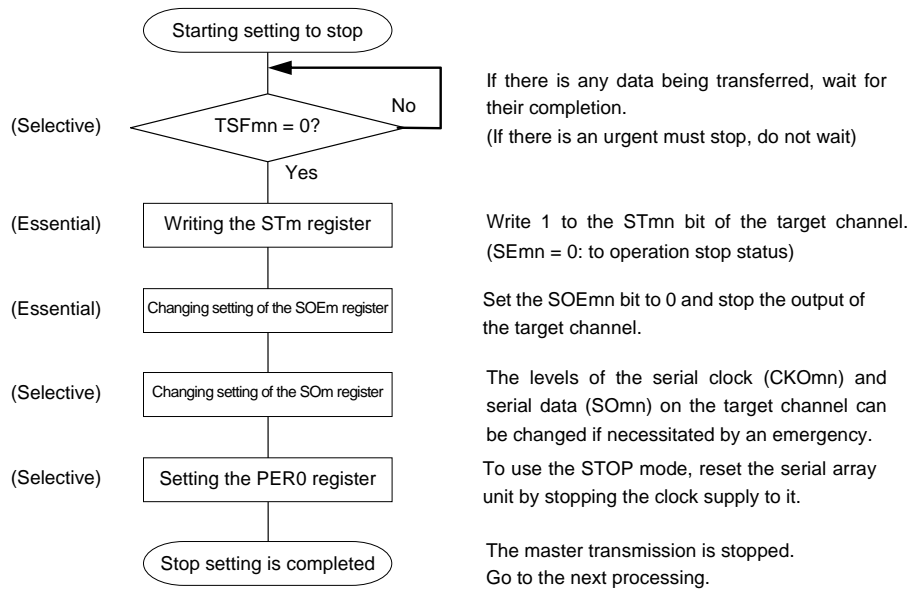 Starting setting to stop
No
If there is any data being transferred, wait for
their completion.
(If there is an urgent must stop, do not wait)
(Selective)
TSFmn = 0?
Yes
(Essential)
Writing the STm register
Write 1 to the STmn bit of the target channel.
(SEmn = 0: to operation stop status)
(Essential)
Changing setting of the SOEm register
Set the SOEmn bit to 0 and stop the output of
the target channel.
(Selective)
Changing setting of the SOm register
The levels of the serial clock (CKOmn) and
serial data (SOmn) on the target channel can
be changed if necessitated by an emergency.
(Selective)
Setting the PER0 register
To use the STOP mode, reset the serial array
unit by stopping the clock supply to it.
Stop setting is completed
The master transmission is stopped.
Go to the next processing.